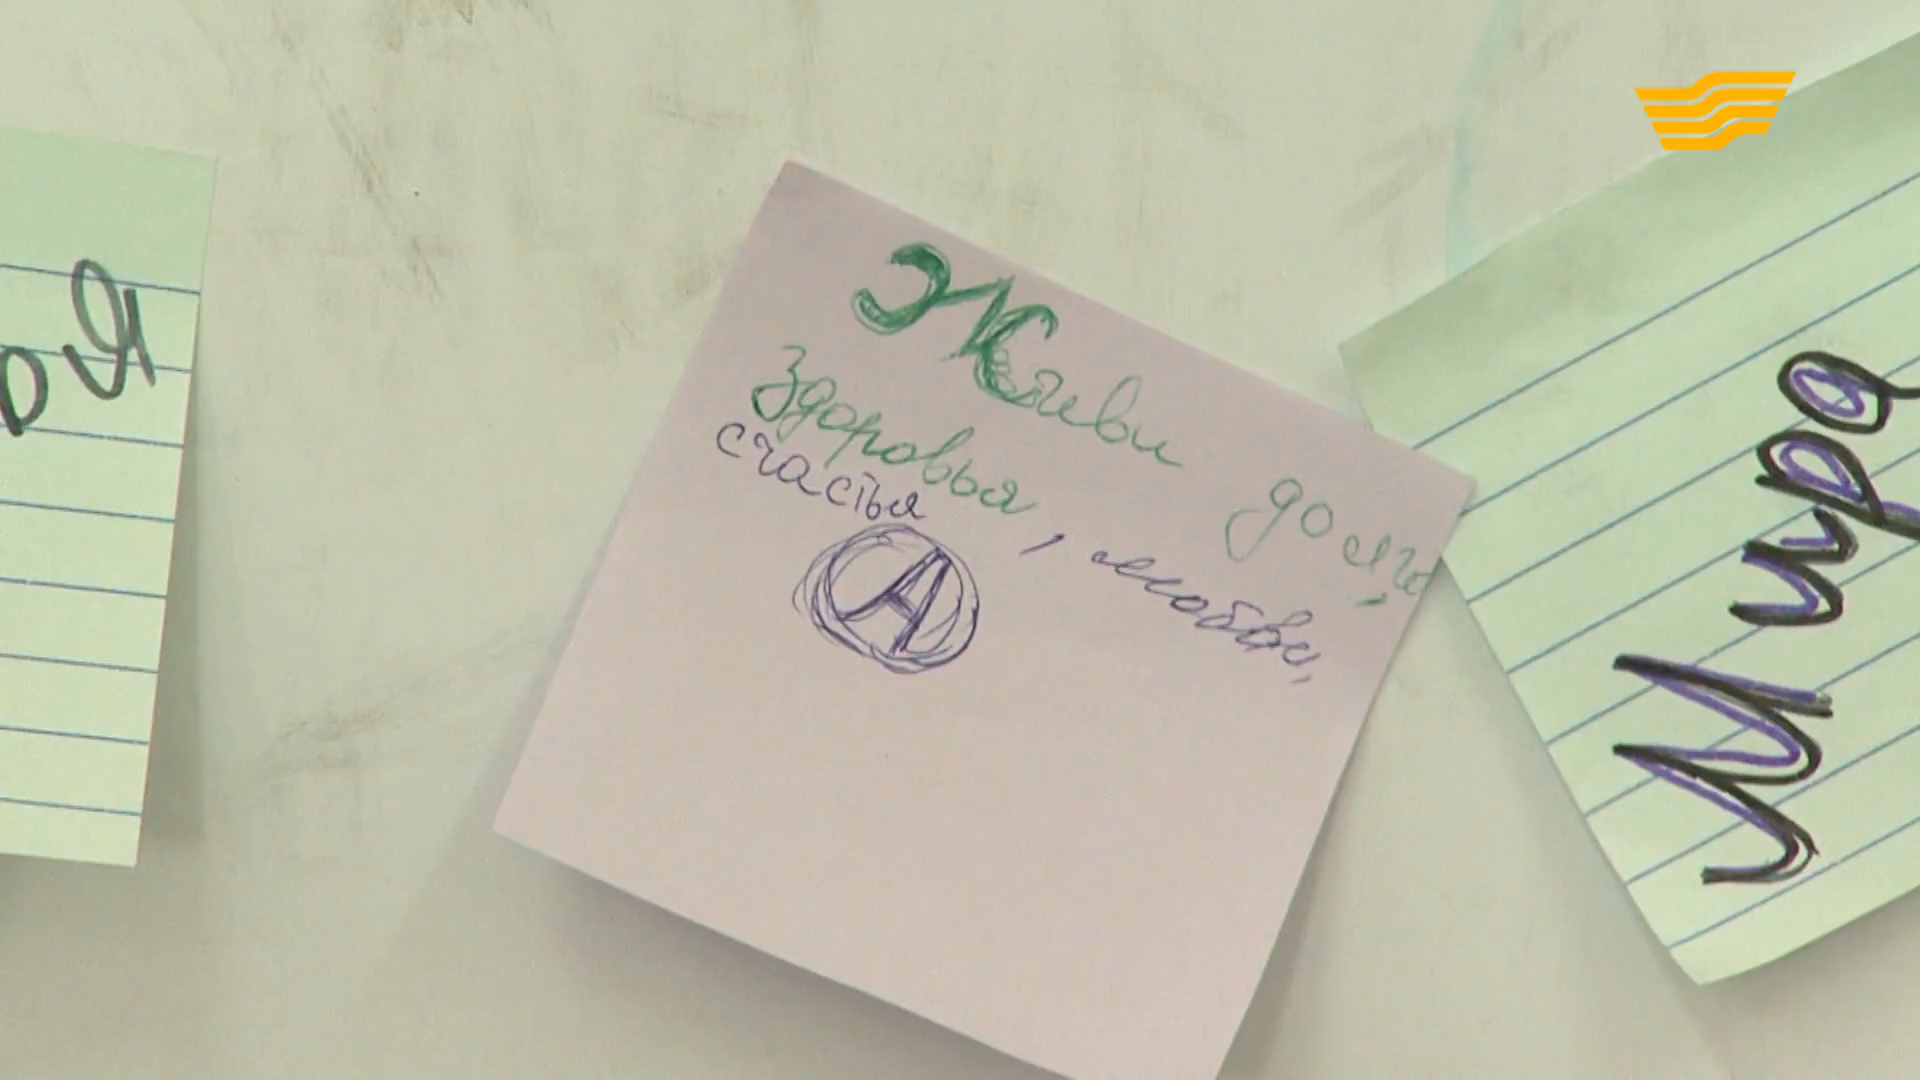 оя
Живи долго,
здоровья, любви,
счастья
А
Мира